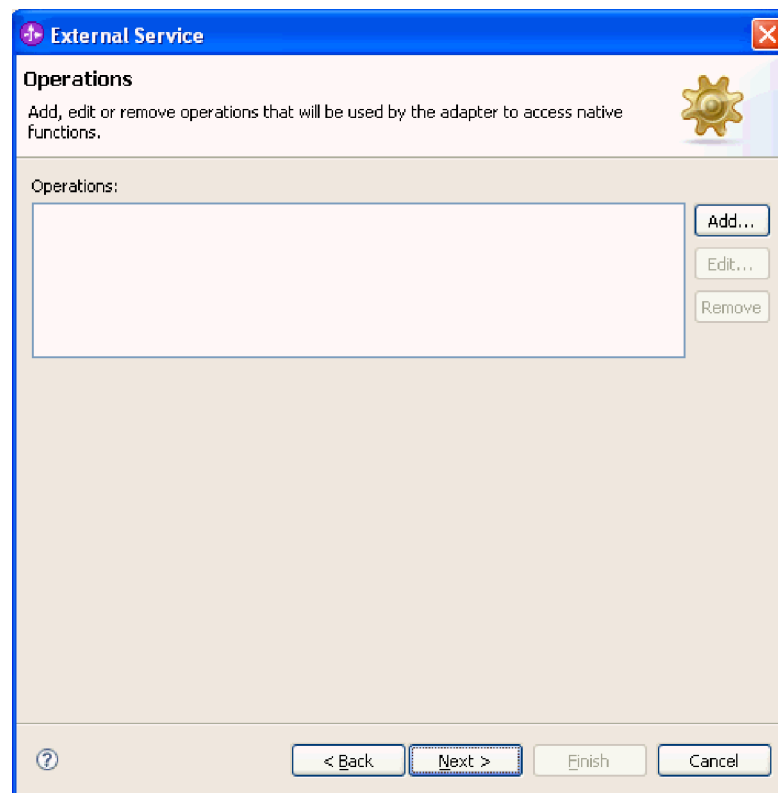 External Service
Operations
Add, edit or remove operations that will be used by the adapter to access native
functions.
Operations:
Add...
Edit...
Remove
?
< Back
Next >
Finish
Cancel